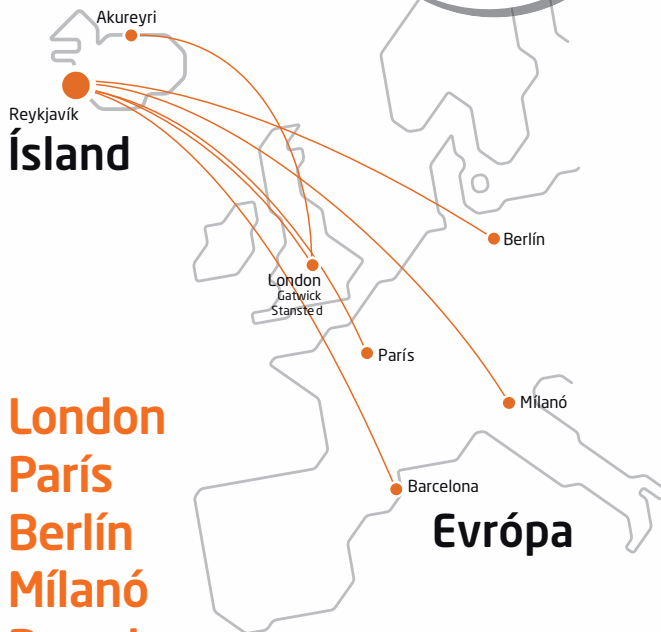 Akureyri
Reykjavík
Ísland
Berlín
London
Gatwick
Stansted
París
Mílanó
Barcelona
Evrópa
London
París
Berlín
Mílanó